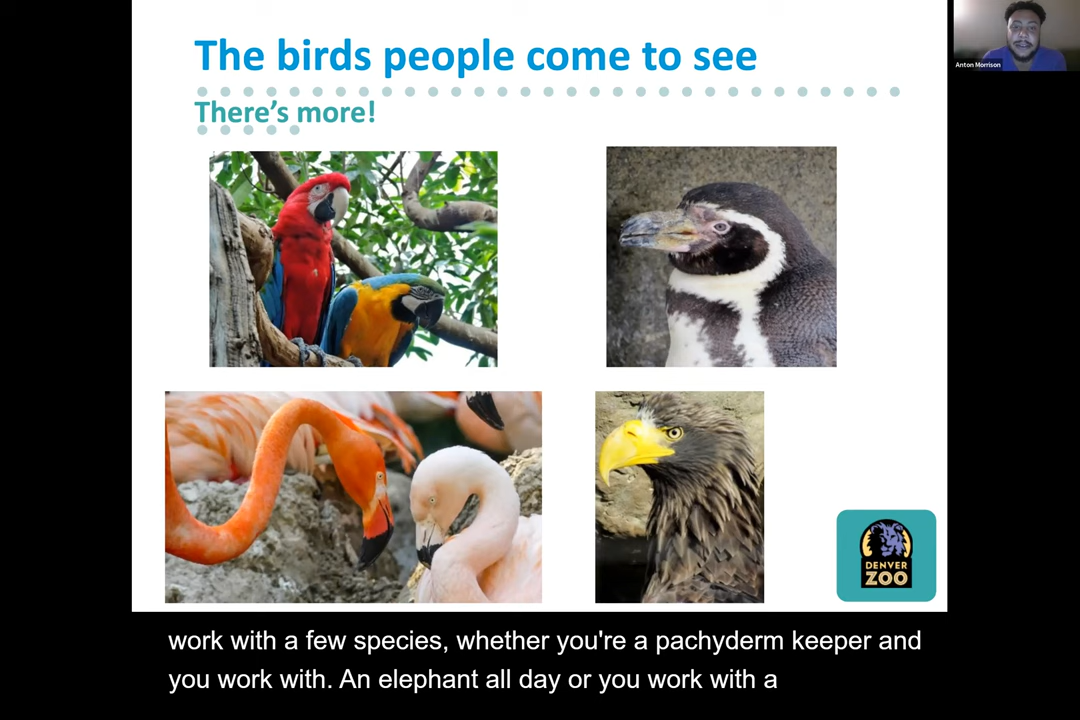 The birds people come to see
There's more!
Anton Morrison
DENVER
ZOO
work with a few species, whether you're a pachyderm keeper and
you work with. An elephant all day or you work with a